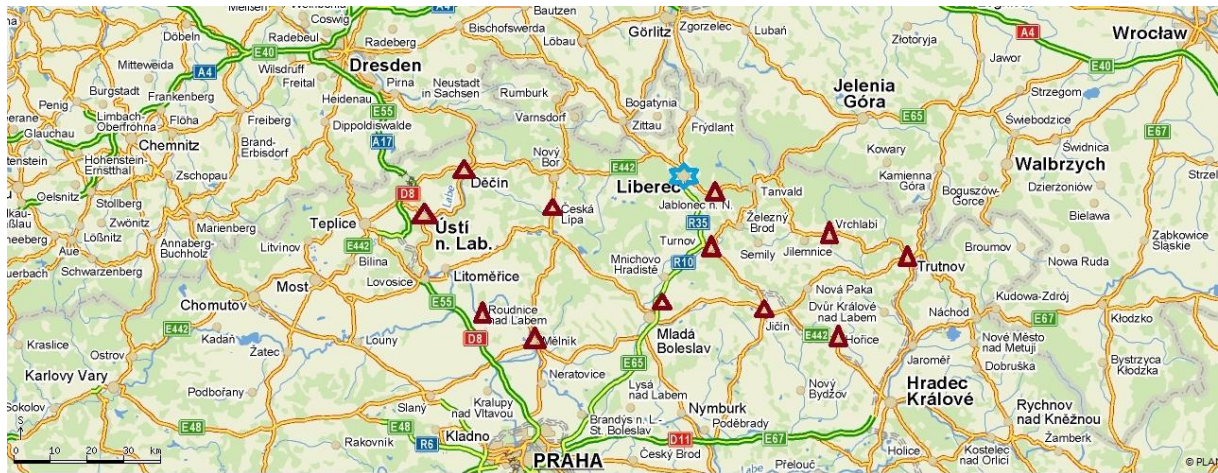 Meissen
Weinböhla
Bautzen
Görlitz
Zgorzelec
Złotoryja
A4
Wrocław
Coswig
Radebeul
Döbeln
E40
Radeberg
Bischofswerda
Löbau
Lubań
Jawor
E40
Mittweida
A4
Wilsdruff
Freital
Dresden
Pirna
Neustadt
in Sachsen
Rumburk
Bogatynia
Jelenia
Góra
Strzegom
Penig
Burgstadt
Frankenberg
Heidenau
E55
Varnsdorf
Zittau
Frýdlant
E65
Świebodzice
E67
Glauchau
Limbach-
Oberfrohna
Flöha
Freiberg
Dippoldiswalde
A17
Chemnitz
Brand-
Erbisdorf
Nový
Bor
E442
Kowary
Świdnica
Hohenstein-
Ernstthal
Zschopau
Děčín
Liberec
Tanvald
Kamienna
Góra
Walbrzych
Oelsnitz
Stollberg
D8
Labe
Jablonec n. N.
Boguszów-
Gorce
Dzierżoniów
Zwönitz
Marienberg
Teplice
Česká
Lípa
R35
Železný
Brod
Vrchlabí
Bielawa
Aue
Lößnitz
Annaberg-
Buchholz
Litvínov
Ústí
n. Lab.
Turnov
Semily
Jilemnice
Broumov
Ząbkowice
Śląskie
Schwarzenberg
E442
Bílina
R10
Trutnov
Nowa Ruda
Most
Lovosice
Litoměřice
Mnichovo
Hradiště
Nová Paka
Chomutov
E55
Roudnice
nad Labem
Dvůr Králové
nad Labem
Kudowa-Zdrój
Kraslice
E442
Kadaň
Louny
D8
Mělník
Mladá
Boleslav
Jičín
E442
Hořice
Náchod
E67
Kłodzko
Ostrov
Žatec
E65
Jaroměř
Nové Město
nad Metují
Bystrzyca
Kłodzka
Karlovy Vary
Podbořany
Neratovice
Lysá
nad Labem
Nový
Bydžov
Holice
Dobruška
Sokolov
Slaný
Kralupy
nad Vltavou
Nymburk
Hradec
Králové
Rychnov
nad Kněžnou
S
E48
E48
Kladno
Brandýs n. L.-
St. Boleslav
Poděbrady
Žamberk
0 10 20 30 km
Rakovník
R6
PRAHA
Český Brod
D11
E67
Přelouč
Holice
Kostelec
nad Orlicí
© PLAN